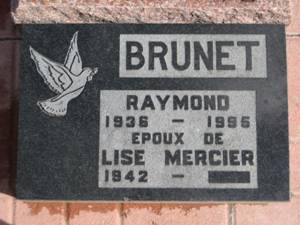 BRUNET
RAYMOND
1936 - 1995
EPOUX DE
LISE MERCIER
1942 -